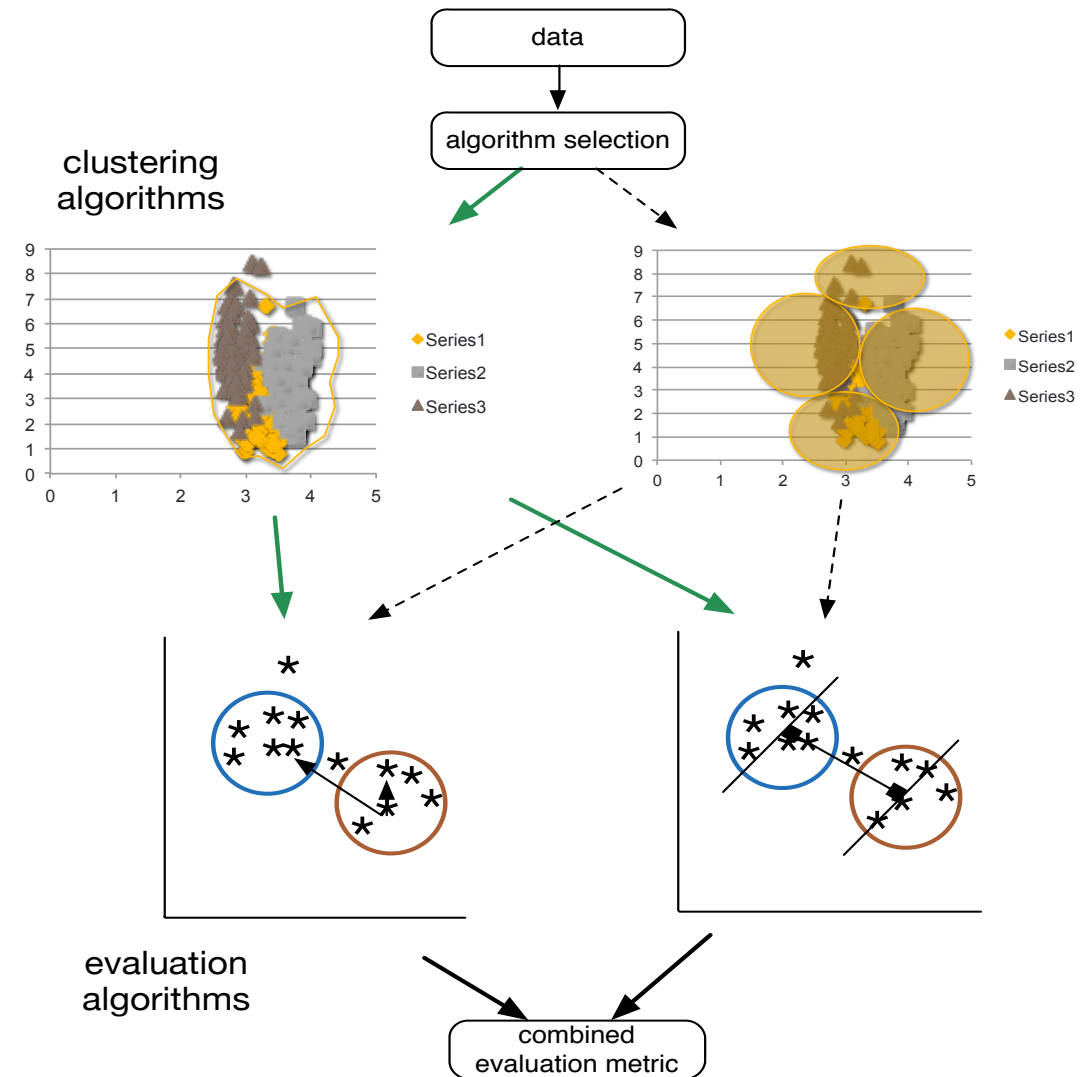 data
algorithm selection
clustering
algorithms
9
8
7
6
5
4
3
2
1
0
0 1 2 3 4 5
Series1
Series2
Series3
9
8
7
6
5
4
3
2
1
0
0 1 2 3 4 5
Series1
Series2
Series3
evaluation
algorithms
combined
evaluation metric